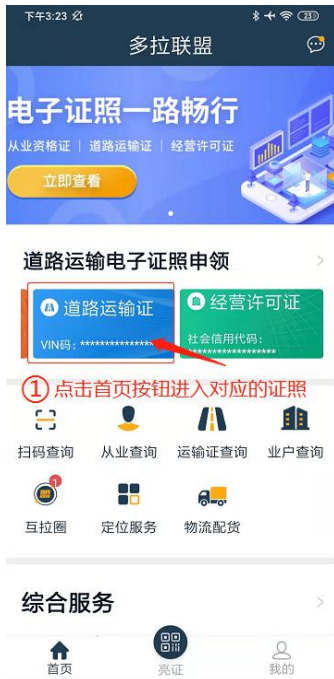 下午3:23
23
多拉联盟
电子证照一路畅行
从业资格证 | 道路运输证 | 经营许可证
立即查看
道路运输电子证照申领
道路运输证
VIN码：***************
经营许可证
社会信用代码：
******************
① 点击首页按钮进入对应的证照
扫码查询 从业查询 运输证查询 业户查询
1
互拉圈 定位服务 物流配货
综合服务
首页 亮证 我的